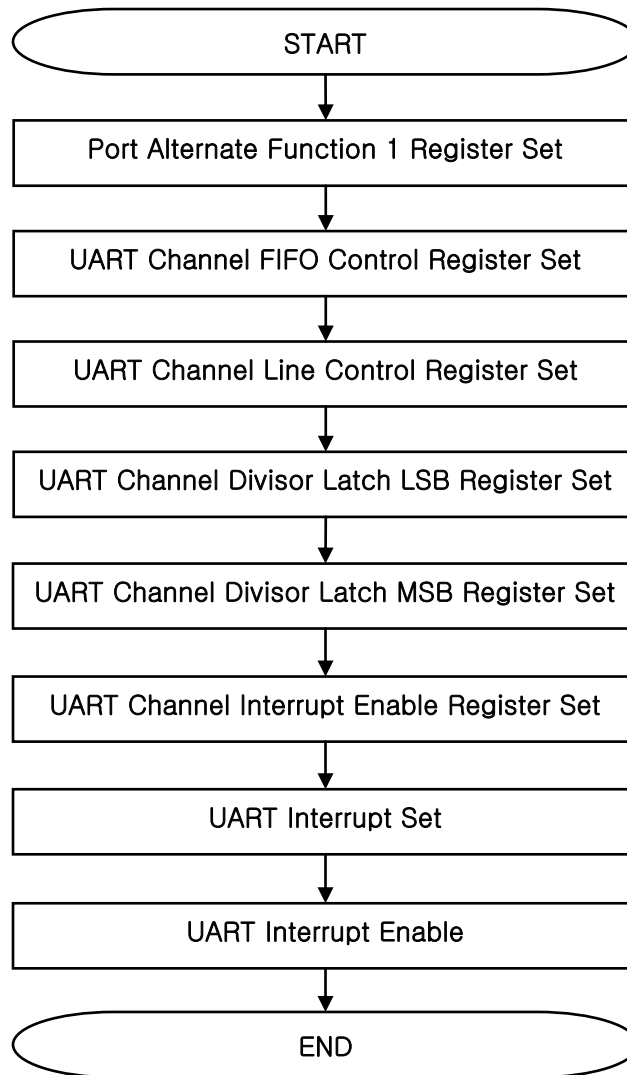 START
Port Alternate Function 1 Register Set
UART Channel FIFO Control Register Set
UART Channel Line Control Register Set
UART Channel Divisor Latch LSB Register Set
UART Channel Divisor Latch MSB Register Set
UART Channel Interrupt Enable Register Set
UART Interrupt Set
UART Interrupt Enable
END